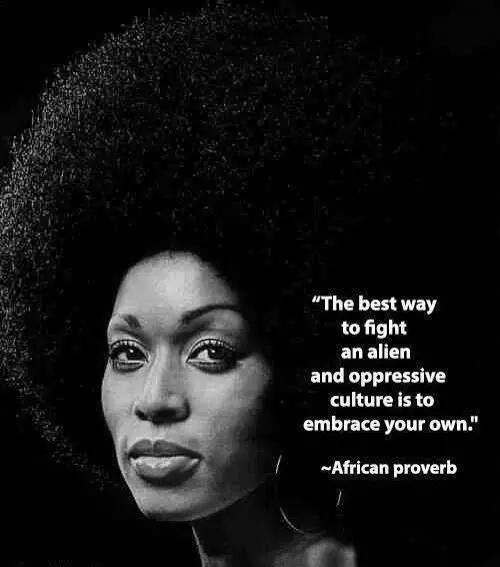 “The best way
to fight
an alien
and oppressive
culture is to
embrace your own."
~African proverb